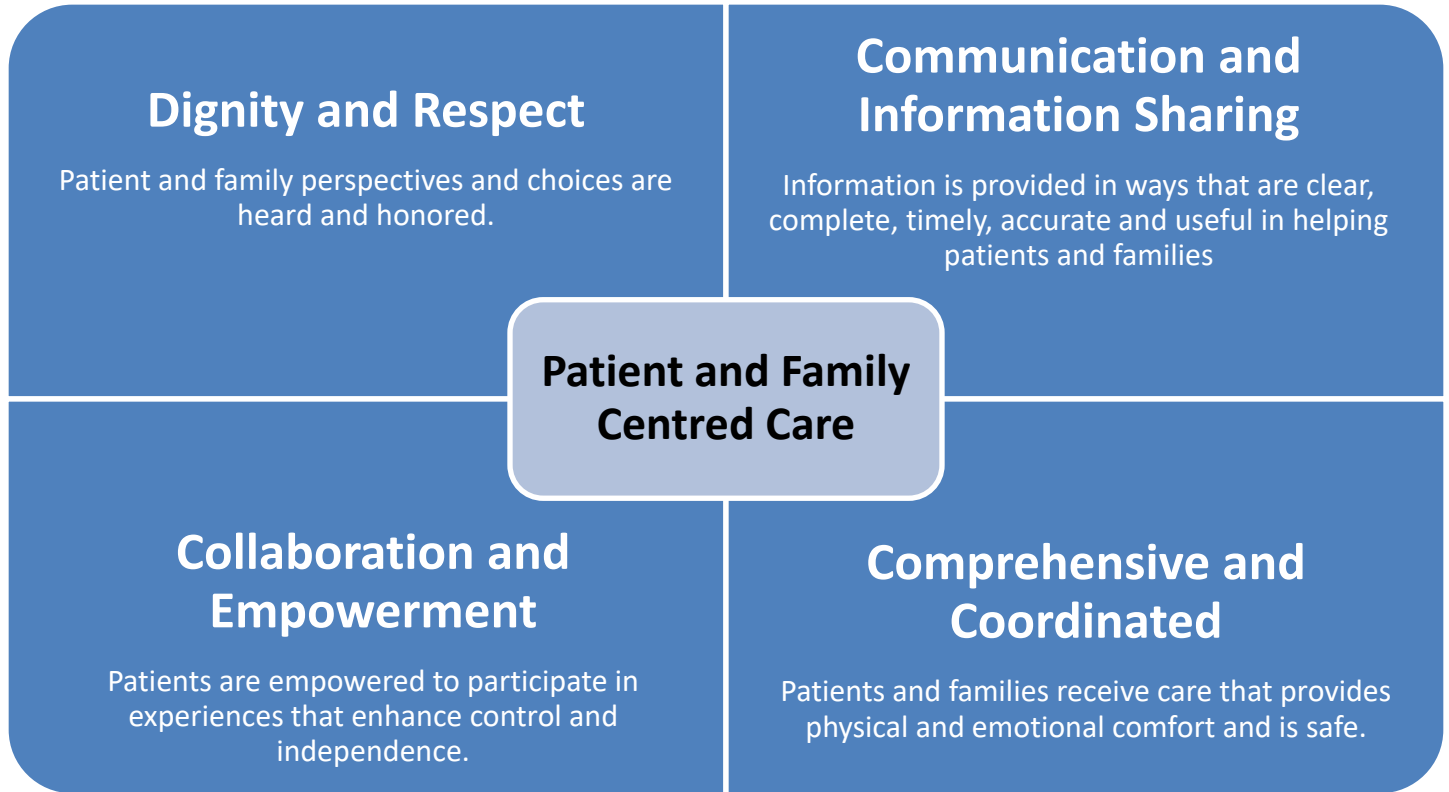 Dignity and Respect
Patient and family perspectives and choices are
heard and honored.
Communication and
Information Sharing
Information is provided in ways that are clear,
complete, timely, accurate and useful in helping
patients and families
Patient and Family
Centred Care
Collaboration and
Empowerment
Patients are empowered to participate in
experiences that enhance control and
independence.
Comprehensive and
Coordinated
Patients and families receive care that provides
physical and emotional comfort and is safe.